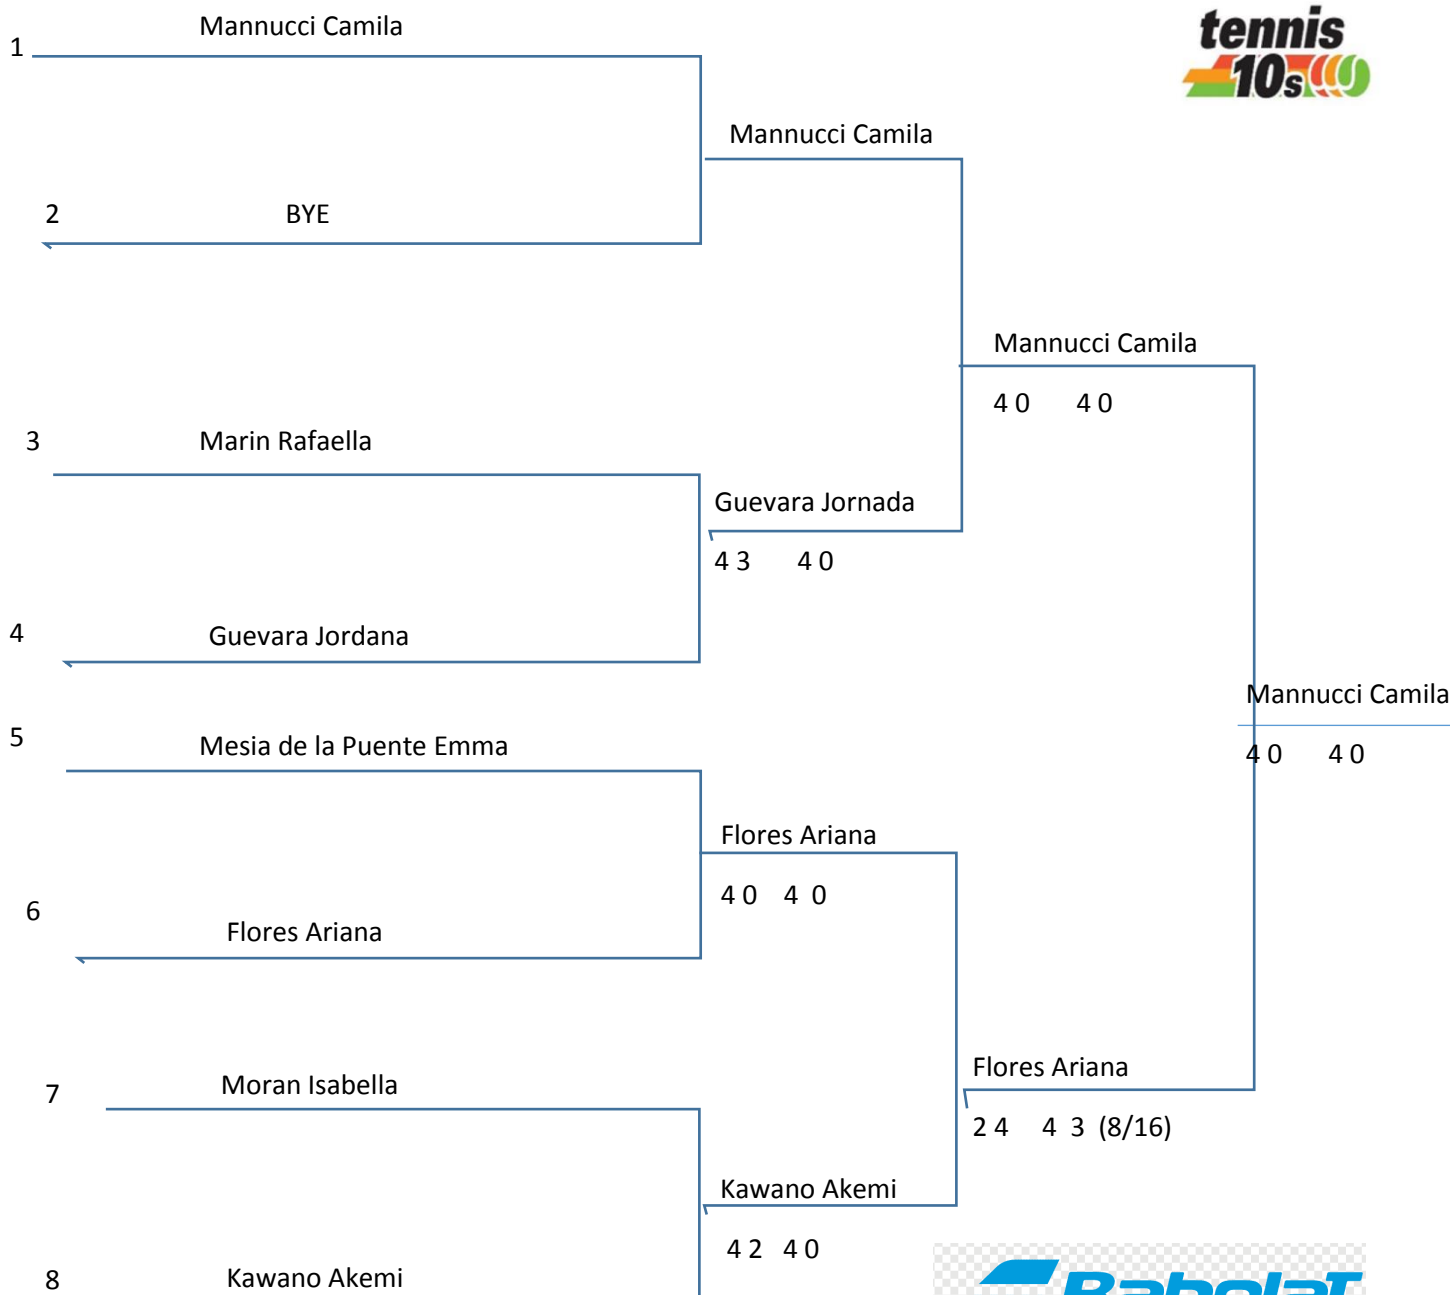 Mannucci Camila
tennis
10s
1
Mannucci Camila
2 BYE
Mannucci Camila
4 0 4 0
3 Marin Rafaella
Guevara Jornada
4 3 4 0
4 Guevara Jordana
Mannucci Camila
4 0 4 0
5 Mesia de la Puente Emma
Flores Ariana
4 0 4 0
6 Flores Ariana
Flores Ariana
2 4 4 3 (8/16)
7 Moran Isabella
Kawano Akemi
4 2 4 0
8 Kawano Akemi
BabolaT